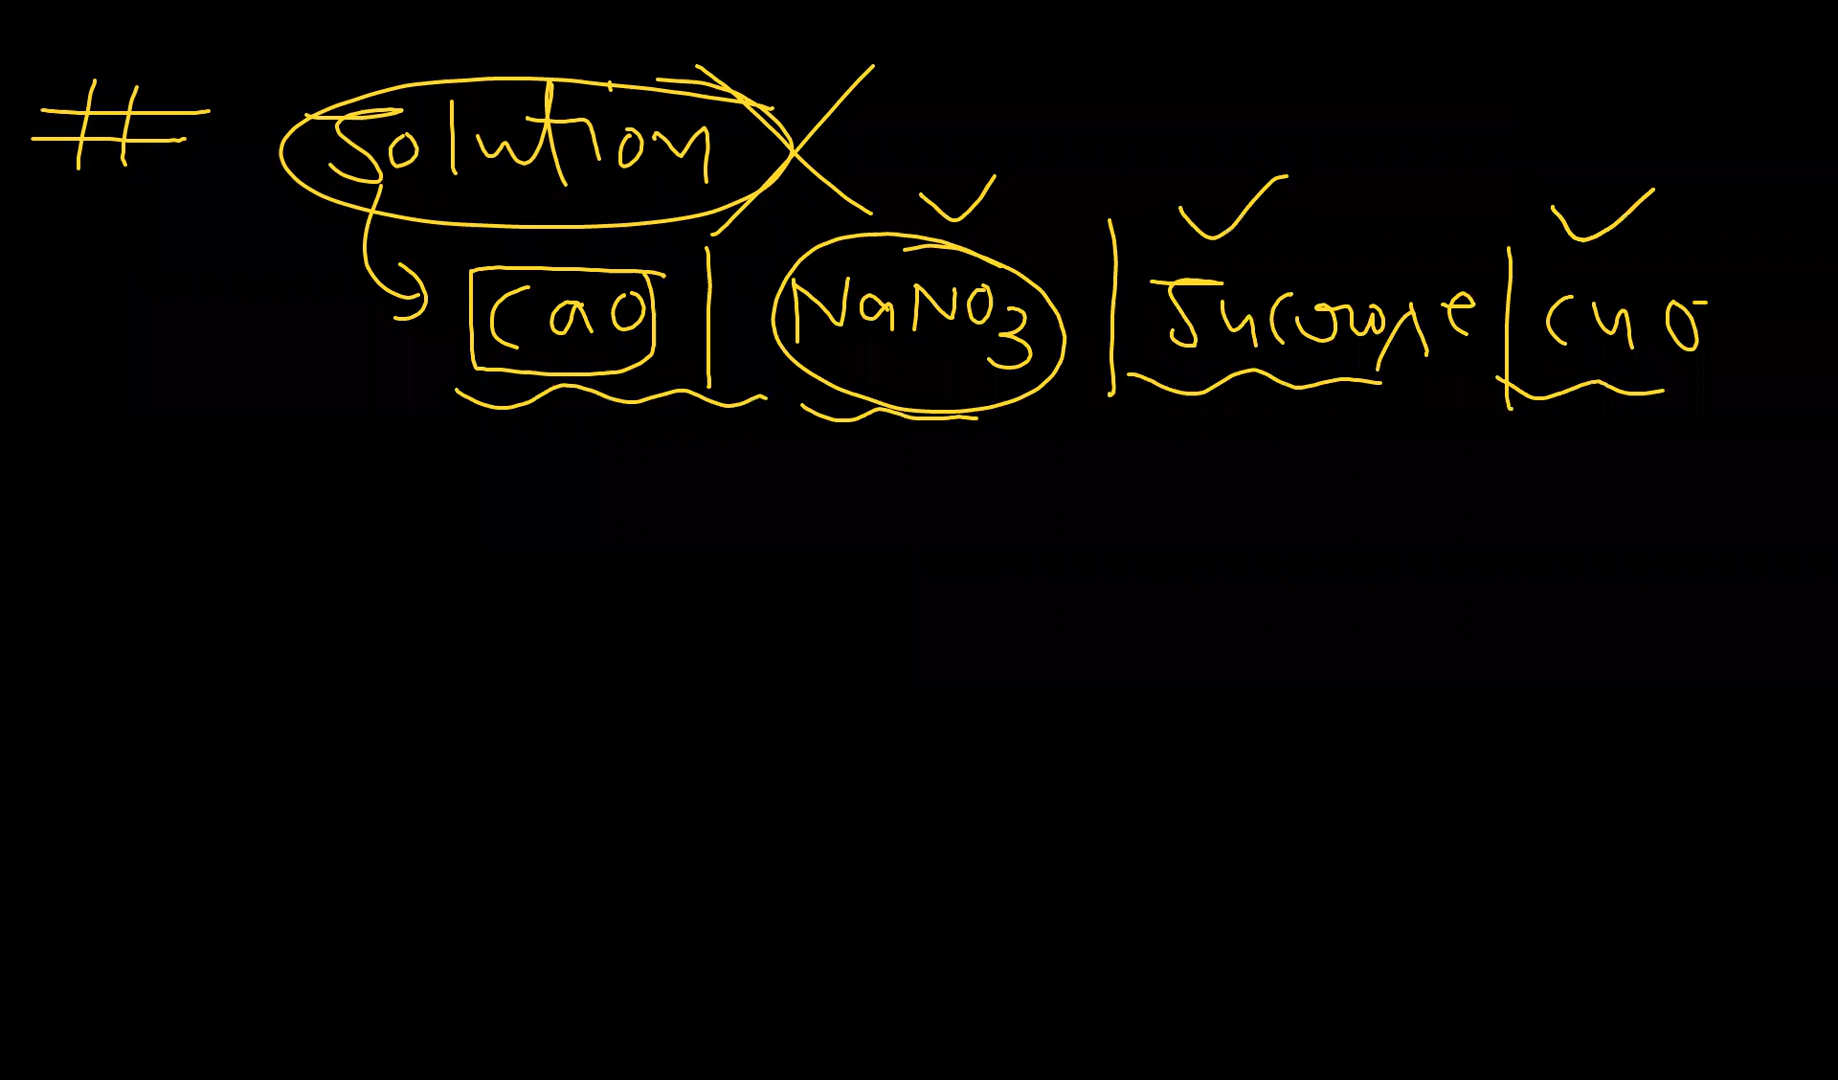 # Solution
CaO | NaNO3 | Sucrose | CuO